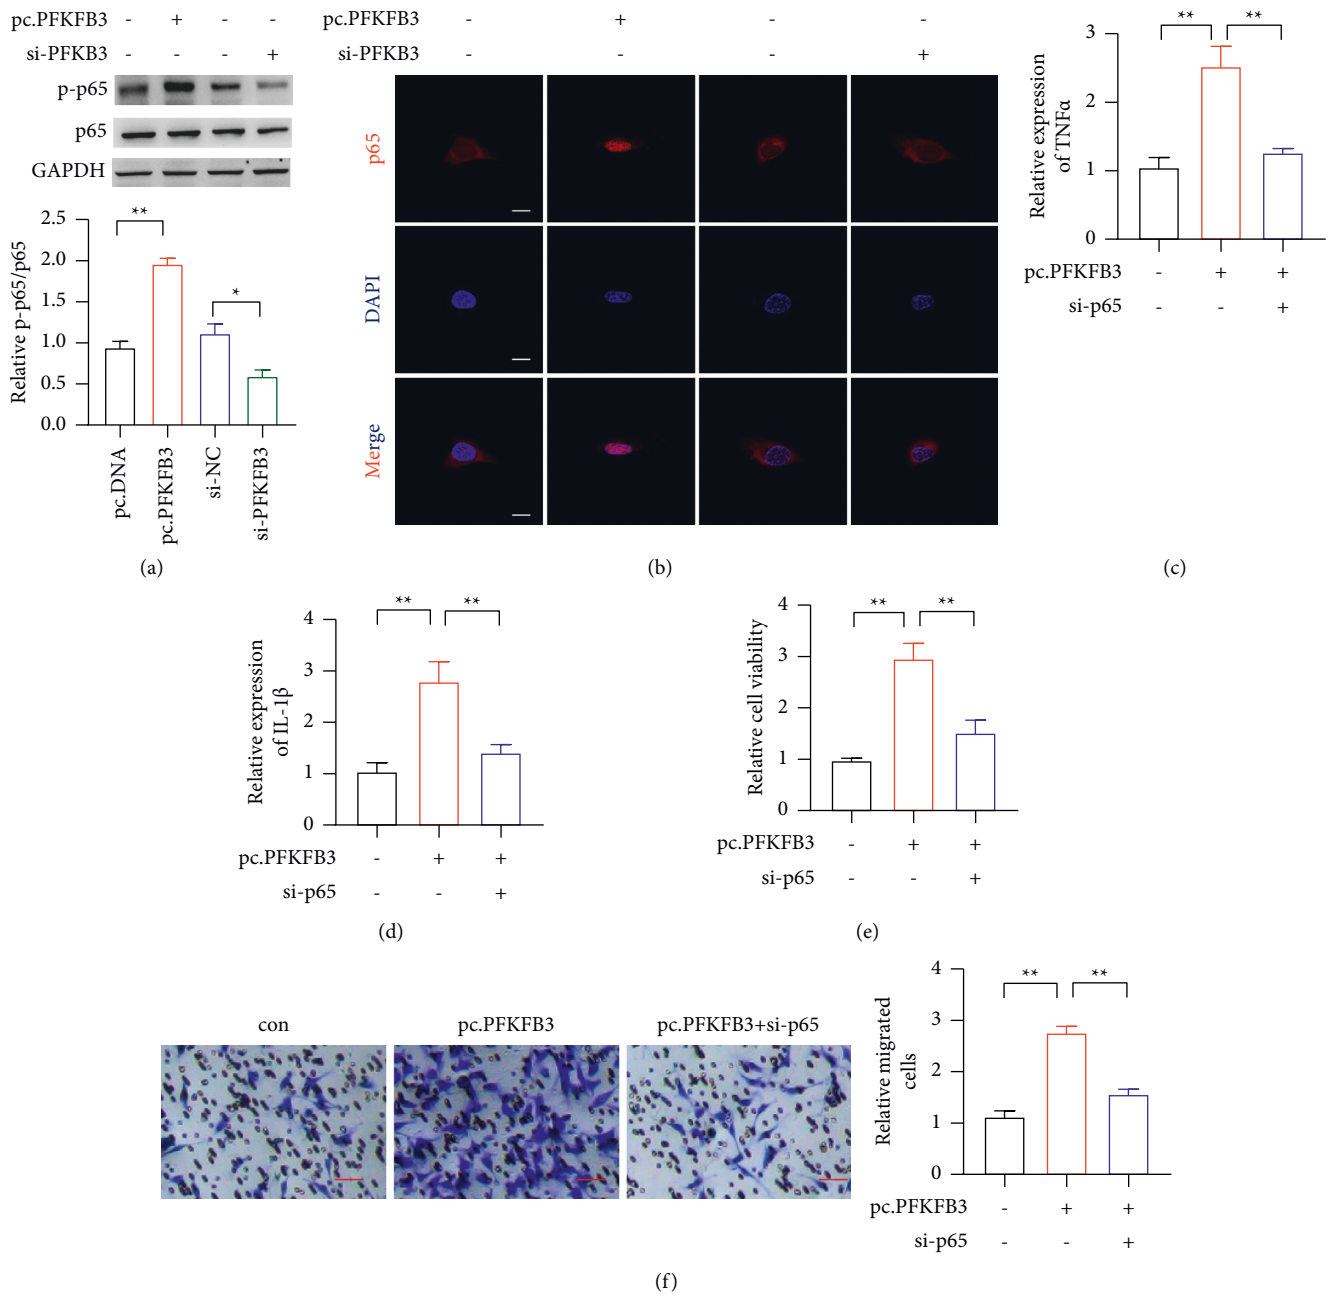 pc.PFKFB3 - + - -
si-PFKB3 - - - +
p-p65
p65
GAPDH
Relative p-p65/p65
2.5
2.0
1.5
1.0
0.5
0.0
**
*
pc.DNA
pc.PFKFB3
si-NC
si-PFKFB3
(a)
pc.PFKFB3 - + - -
si-PFKB3 - - - +
p65
DAPI
Merge
(b)
Relative expression
of TNFα
3
2
1
0
** **
pc.PFKFB3 - + +
si-p65 - - +
(c)
Relative expression
of IL-1β
4
3
2
1
0
** **
pc.PFKFB3 - + +
si-p65 - - +
(d)
Relative cell viability
4
3
2
1
0
** **
pc.PFKFB3 - + +
si-p65 - - +
(e)
con
pc.PFKFB3
pc.PFKFB3+si-p65
Relative migrated
cells
4
3
2
1
0
** **
pc.PFKFB3 - + +
si-p65 - - +
(f)